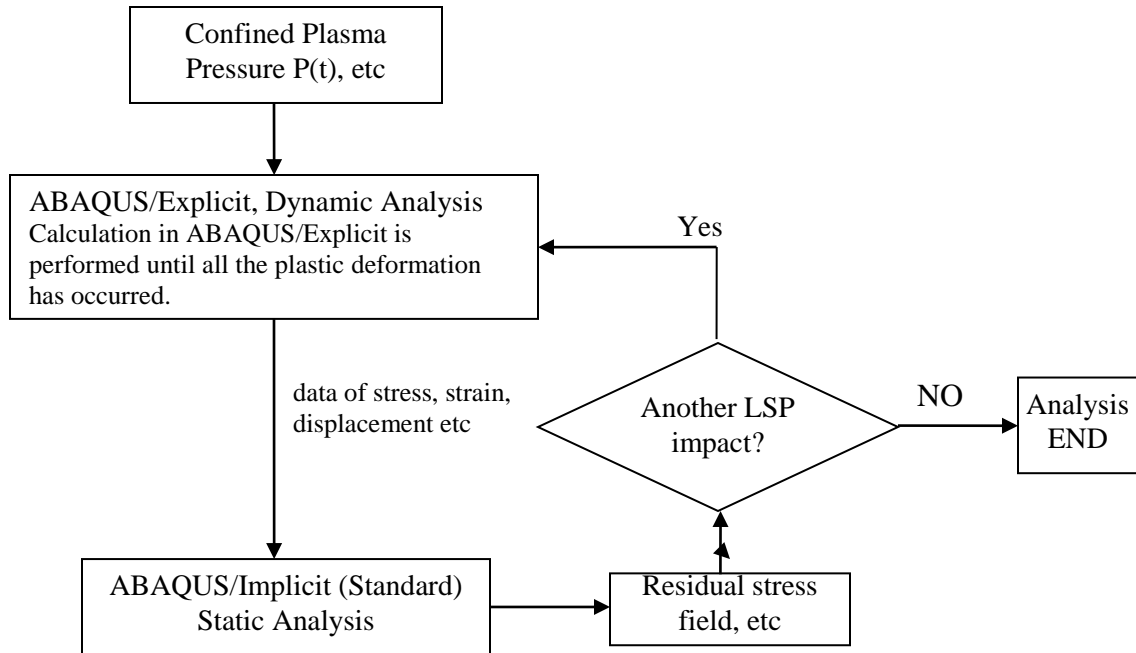 Confined Plasma
Pressure P(t), etc
ABAQUS/Explicit, Dynamic Analysis
Calculation in ABAQUS/Explicit is
performed until all the plastic deformation
has occurred.
Yes
data of stress, strain,
displacement etc
Another LSP
impact?
NO
Analysis
END
ABAQUS/Implicit (Standard)
Static Analysis
Residual stress
field, etc